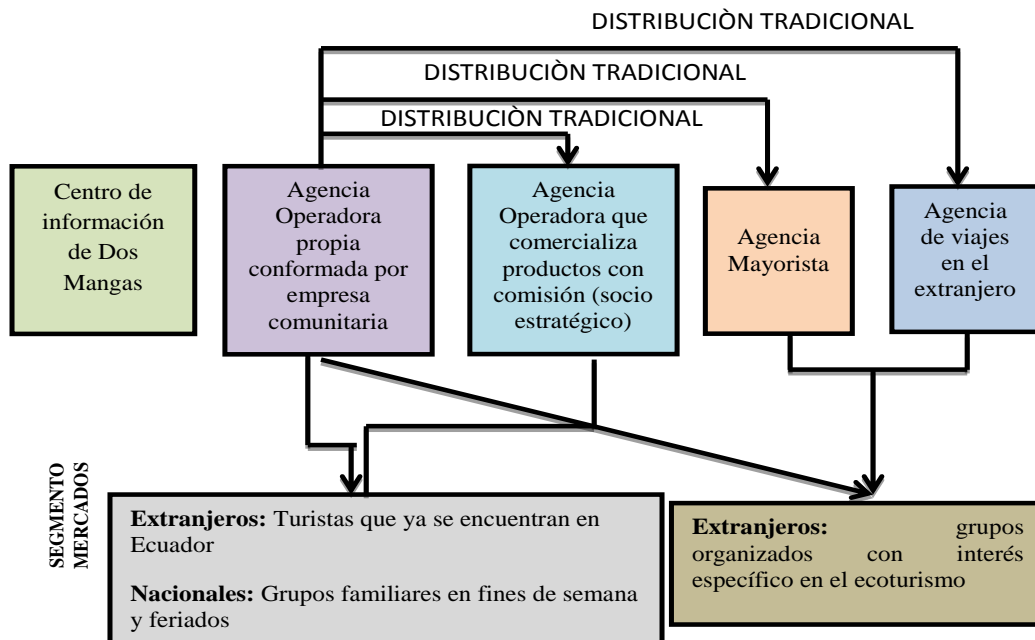 DISTRIBUCIÒN TRADICIONAL
DISTRIBUCIÒN TRADICIONAL
DISTRIBUCIÒN TRADICIONAL
Centro de
información
de Dos
Mangas
Agencia
Operadora
propia
conformada por
empresa
comunitaria
Agencia
Operadora que
comercializa
productos con
comisión (socio
estratégico)
Agencia
Mayorista
Agencia
de viajes
en el
extranjero
SEGMENTO
MERCADOS
Extranjeros: Turistas que ya se encuentran en
Ecuador
Nacionales: Grupos familiares en fines de semana
y feriados
Extranjeros: grupos
organizados con interés
específico en el ecoturismo